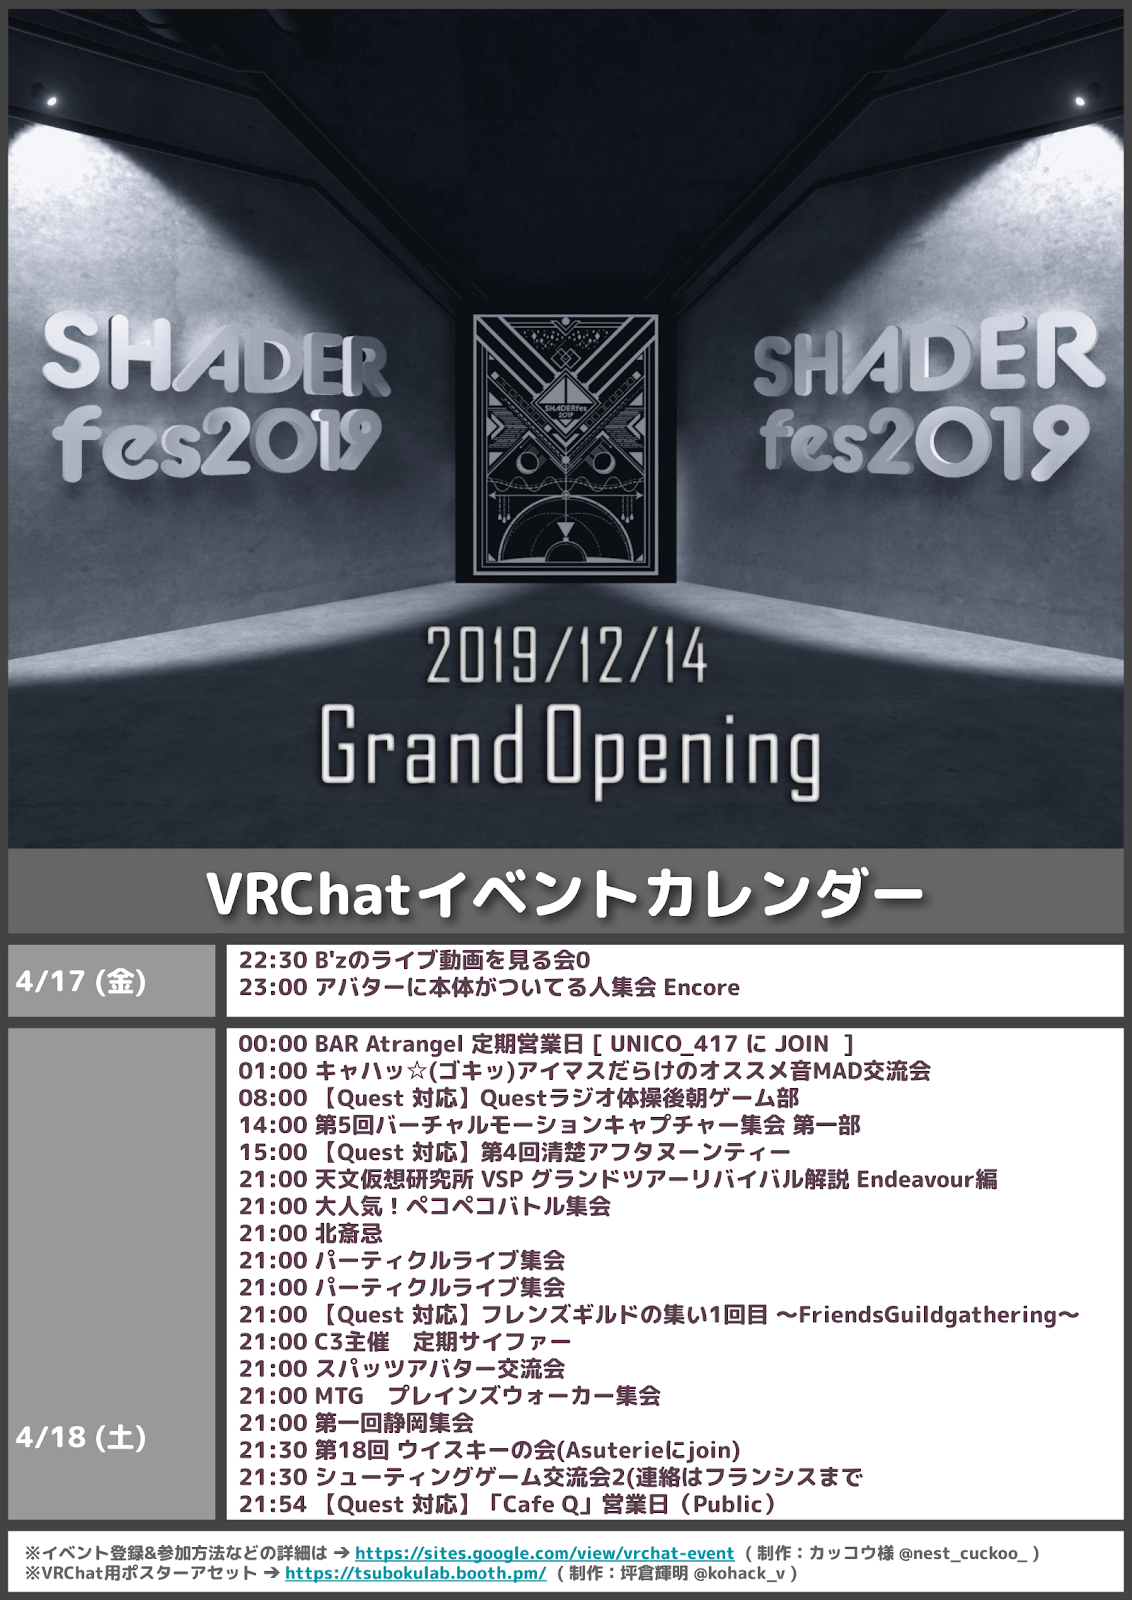 SHADER
fes2019
SHADER
fes2019
SHADERfes
2019
2019/12/14
Grand Opening
VRChatイベントカレンダー
4/17 (金)
22:30 B'zのライブ動画を見る会0
23:00 アバターに本体がついてる人集会 Encore
4/18 (土)
00:00 BAR Atrangel 定期営業日 [ UNICO_417 に JOIN ]
01:00 キャハッ☆(ゴキッ)アイマスだらけのオススメ音MAD交流会
08:00 【Quest 対応】Questラジオ体操後朝ゲーム部
14:00 第5回バーチャルモーションキャプチャー集会 第一部
15:00 【Quest 対応】第4回清楚アフタヌーンティー
21:00 天文仮想研究所 VSP グランドツアーリバイバル解説 Endeavour編
21:00 大人気！ペコペコバトル集会
21:00 北斎忌
21:00 パーティクルライブ集会
21:00 パーティクルライブ集会
21:00 【Quest 対応】フレンズギルドの集い1回目 〜FriendsGuildgathering〜
21:00 C3主催　定期サイファー
21:00 スパッツアバター交流会
21:00 MTG　プレインズウォーカー集会
21:00 第一回静岡集会
21:30 第18回 ウイスキーの会(Asuterieにjoin)
21:30 シューティングゲーム交流会2(連絡はフランシスまで
21:54 【Quest 対応】「Cafe Q」営業日（Public）
※イベント登録&参加方法などの詳細は → https://sites.google.com/view/vrchat-event ( 制作：カッコウ様 @nest_cuckoo_ )
※VRChat用ポスターアセット → https://tsubokulab.booth.pm/ ( 制作：坪倉輝明 @kohack_v )